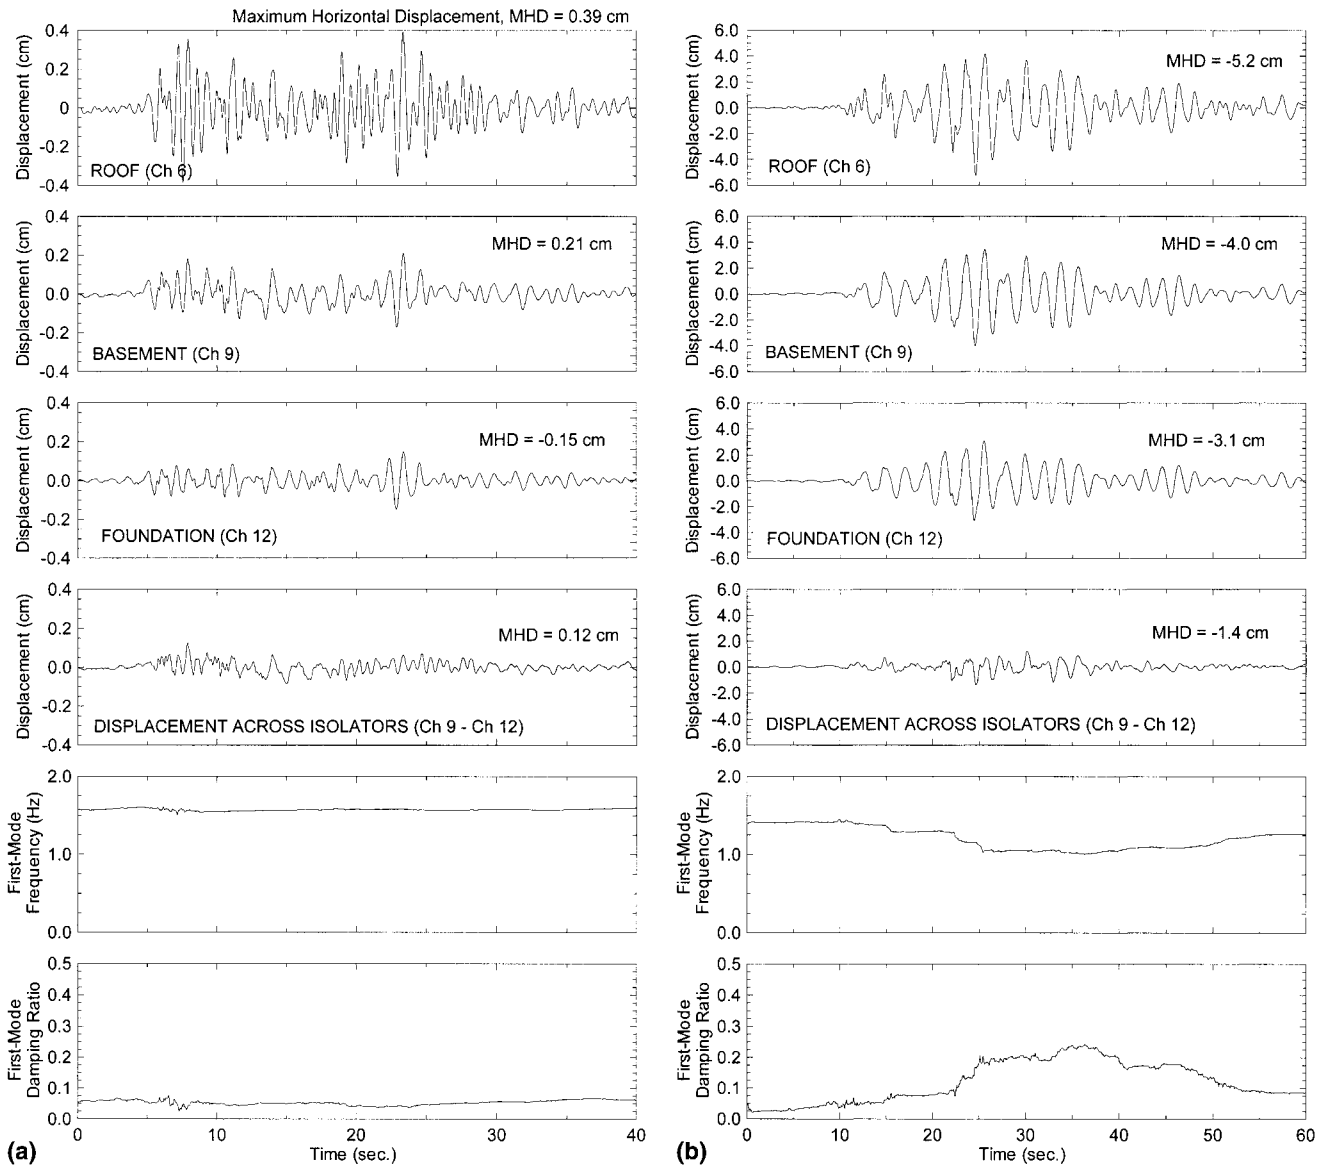 Maximum Horizontal Displacement, MHD = 0.39 cm
Displacement (cm)
0.4
0.2
0
-0.2
-0.4
ROOF (Ch 6)
Displacement (cm)
0.4
0.2
0.0
-0.2
-0.4
MHD = 0.21 cm
BASEMENT (Ch 9)
Displacement (cm)
0.4
0.2
0.0
-0.2
-0.4
MHD = -0.15 cm
FOUNDATION (Ch 12)
Displacement (cm)
0.4
0.2
0.0
-0.2
-0.4
MHD = 0.12 cm
DISPLACEMENT ACROSS ISOLATORS (Ch 9 - Ch 12)
First-Mode
Frequency (Hz)
2.0
1.0
0.0
First-Mode
Damping Ratio
0.5
0.4
0.3
0.2
0.1
0.0
0 10 20 30 40
Time (sec.)
(a)
Displacement (cm)
6.0
4.0
2.0
0.0
-2.0
-4.0
-6.0
MHD = -5.2 cm
ROOF (Ch 6)
Displacement (cm)
6.0
4.0
2.0
0.0
-2.0
-4.0
-6.0
MHD = -4.0 cm
BASEMENT (Ch 9)
Displacement (cm)
6.0
4.0
2.0
0.0
-2.0
-4.0
-6.0
MHD = -3.1 cm
FOUNDATION (Ch 12)
Displacement (cm)
6.0
4.0
2.0
0.0
-2.0
-4.0
-6.0
MHD = -1.4 cm
DISPLACEMENT ACROSS ISOLATORS (Ch 9 - Ch 12)
First-Mode
Frequency (Hz)
2.0
1.0
0.0
First-Mode
Damping Ratio
0.5
0.4
0.3
0.2
0.1
0.0
0 10 20 30 40 50 60
Time (sec.)
(b)